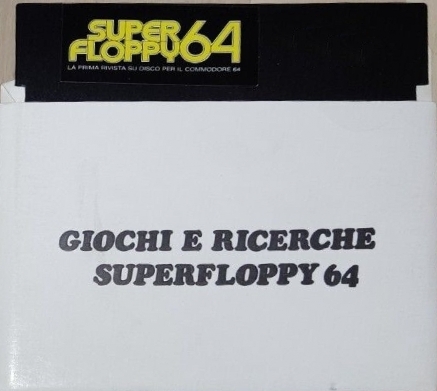 SUPER
FLOPPY64
LA PRIMA RIVISTA SU DISCO PER IL COMMODORE 64
GIOCHI E RICERCHE
SUPERFLOPPY 64